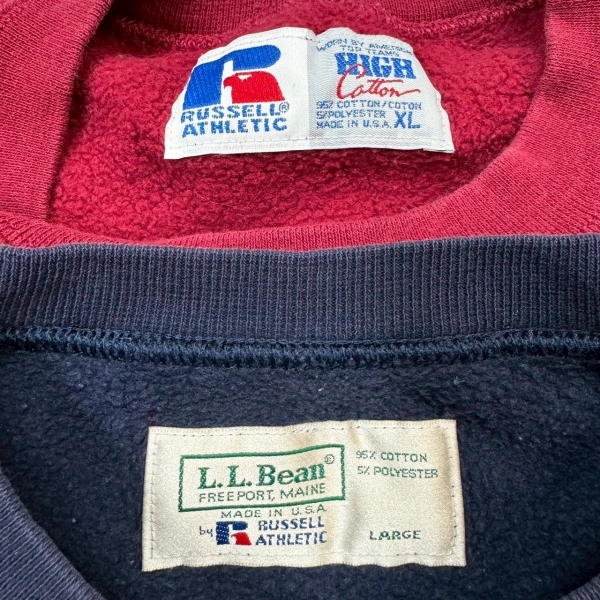 RUSSELL®
ATHLETIC
WORN BY AMERICA'S
TOP TEAMS
HIGH
Cotton
95% COTTON/COTON
5% POLYESTER
MADE IN U.S.A. XL
L.L.Bean®
FREEPORT, MAINE
MADE IN U.S.A
by RUSSELL
ATHLETIC
95% COTTON
5% POLYESTER
LARGE